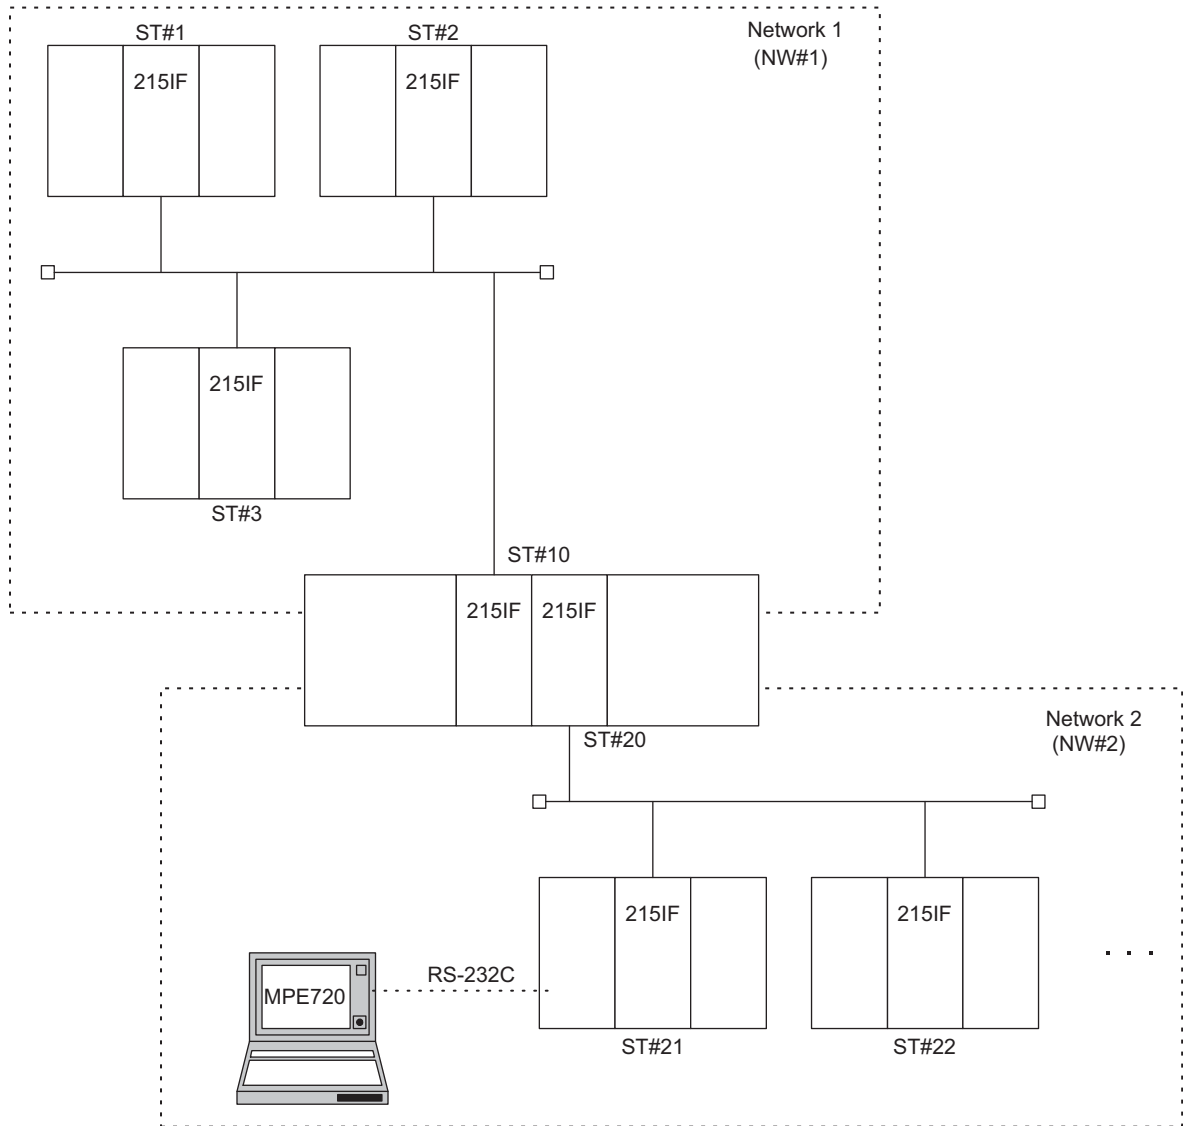 ST#1
ST#2
Network 1
(NW#1)
215IF
215IF
215IF
ST#3
ST#10
215IF
215IF
ST#20
Network 2
(NW#2)
215IF
215IF
RS-232C
MPE720
ST#21
ST#22
. . .